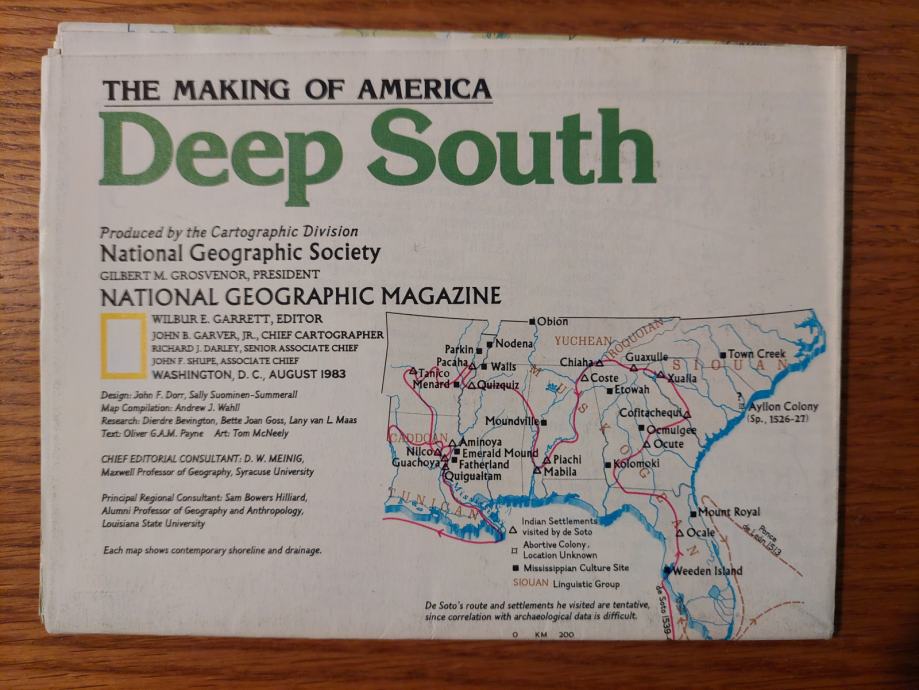 THE MAKING OF AMERICA
Deep South
Produced by the Cartographic Division
National Geographic Society
GILBERT M. GROSVENOR, PRESIDENT
NATIONAL GEOGRAPHIC MAGAZINE
WILBUR E. GARRETT, EDITOR
JOHN B. GARVER, JR., CHIEF CARTOGRAPHER
RICHARD J. DARLEY, SENIOR ASSOCIATE CHIEF
JOHN F. SHUPE, ASSOCIATE CHIEF
WASHINGTON, D. C., AUGUST 1983
Design: John F. Dorr, Sally Suominen-Summerall
Map Compilation: Andrew J. Wahll
Research: Dierdre Bevington, Bette Joan Goss, Lany van L. Maas
Text: Oliver G.A.M. Payne Art: Tom McNeely
CHIEF EDITORIAL CONSULTANT: D. W. MEINIG,
Maxwell Professor of Geography, Syracuse University
Principal Regional Consultant: Sam Bowers Hilliard,
Alumni Professor of Geography and Anthropology,
Louisiana State University
Each map shows contemporary shoreline and drainage.
Obion
Nodena
Parkin
YUCHEAN
IROQUOIAN
Pacaha
Walls
Chiaha
Guaxulle
Town Creek
SIOUAN
Tanico
Menard
Quizquiz
Coste
Xualla
Etowah
MUSKOGEAN
Cofitachequi
?
Ayllon Colony
(Sp., 1526-27)
Moundville
Ocmulgee
Ocute
CADDOAN
Aminoya
Nilco
Emerald Mound
Guachoya
Fatherland
Quigualtam
Piachi
Mabila
Kolomoki
TUNICAN
Mount Royal
Ocale
Ponce
de León 1513
Weeden Island
de Soto 1539
Indian Settlements
visited by de Soto
Abortive Colony,
Location Unknown
Mississippian Culture Site
SIOUAN Linguistic Group
De Soto's route and settlements he visited are tentative,
since correlation with archaeological data is difficult.
0 KM 200